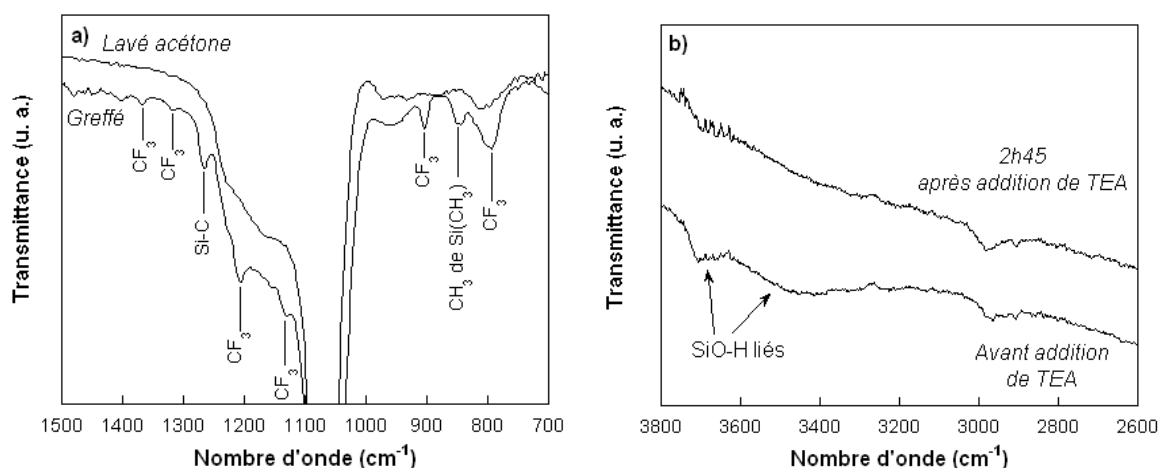 a)
Lavé acétone
Greffé
CF3
CF3
Si-C
CF3
CF3
CF3
CH3 de Si(CH3)
CF3
Transmittance (u. a.)
1500 1400 1300 1200 1100 1000 900 800 700
Nombre d'onde (cm-1)
b)
2h45
après addition de TEA
SiO-H liés
Avant addition
de TEA
Transmittance (u. a.)
3800 3600 3400 3200 3000 2800 2600
Nombre d'onde (cm-1)